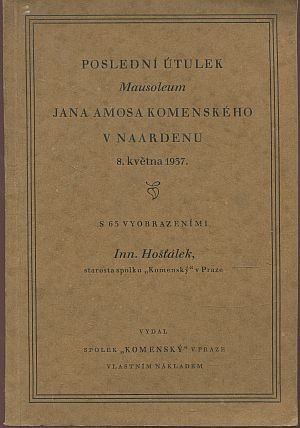 POSLEDNÍ ÚTULEK
Mausoleum
JANA AMOSA KOMENSKÉHO
V NAARDENU
8. května 1937.
S 65 VYOBRAZENÍMI
Inn. Hošťálek,
starosta spolku „Komenský" v Praze
VYDAL
SPOLEK „KOMENSKÝ" V PRAZE
VLASTNÍM NÁKLADEM